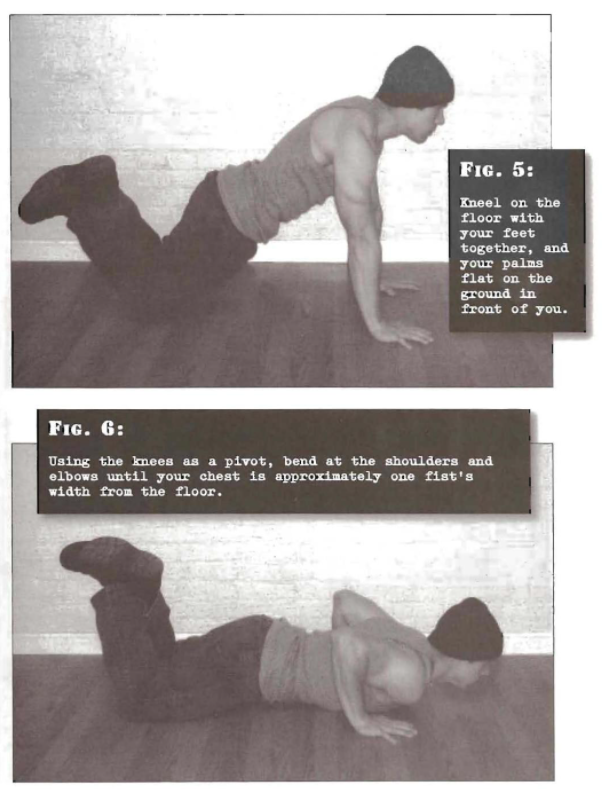 Fig. 5:
Kneel on the
floor with
your feet
together, and
your palms
flat on the
ground in
front of you.
Fig. 6:
Using the knees as a pivot, bend at the shoulders and
elbows until your chest is approximately one fist's
width from the floor.